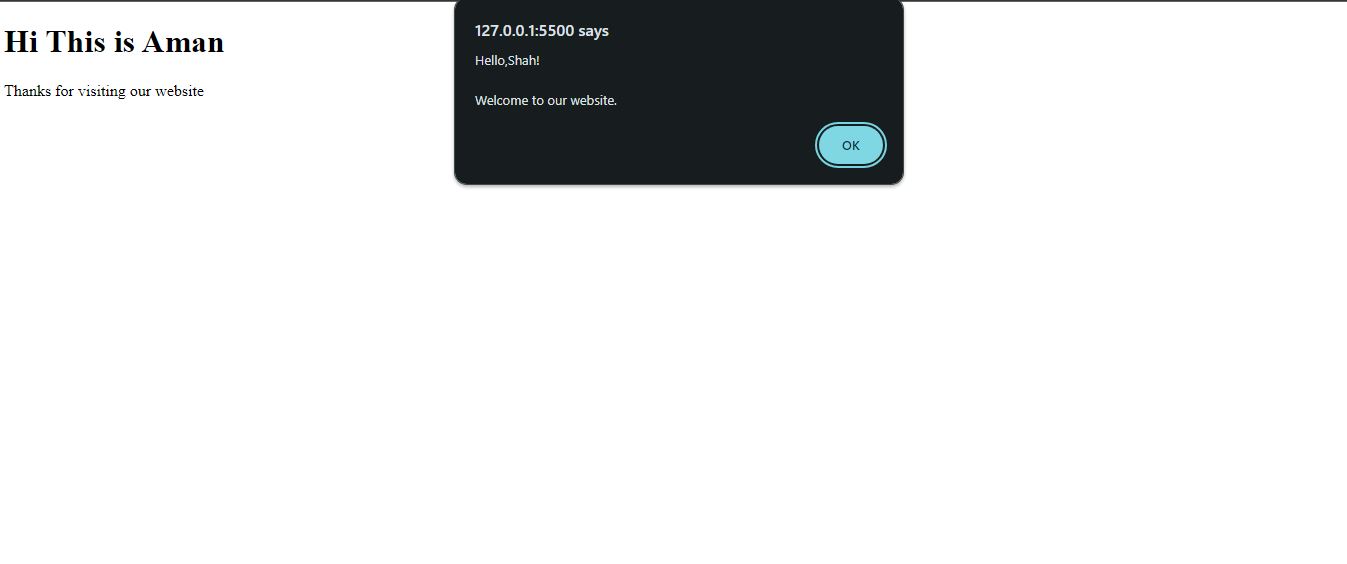 Hi This is Aman
Thanks for visiting our website
127.0.0.1:5500 says
Hello,Shah!
Welcome to our website.
OK